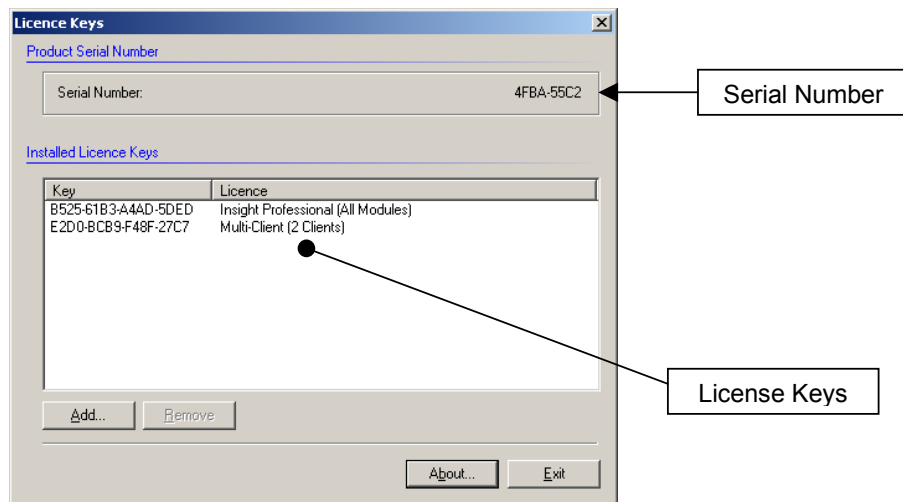 Licence Keys
Product Serial Number
Serial Number: 4FBA-55C2
Serial Number
Installed Licence Keys
Key Licence
B525-61B3-A4AD-5DED Insight Professional (All Modules)
E2D0-BCB9-F48F-27C7 Multi-Client (2 Clients)
License Keys
Add... Remove
About... Exit